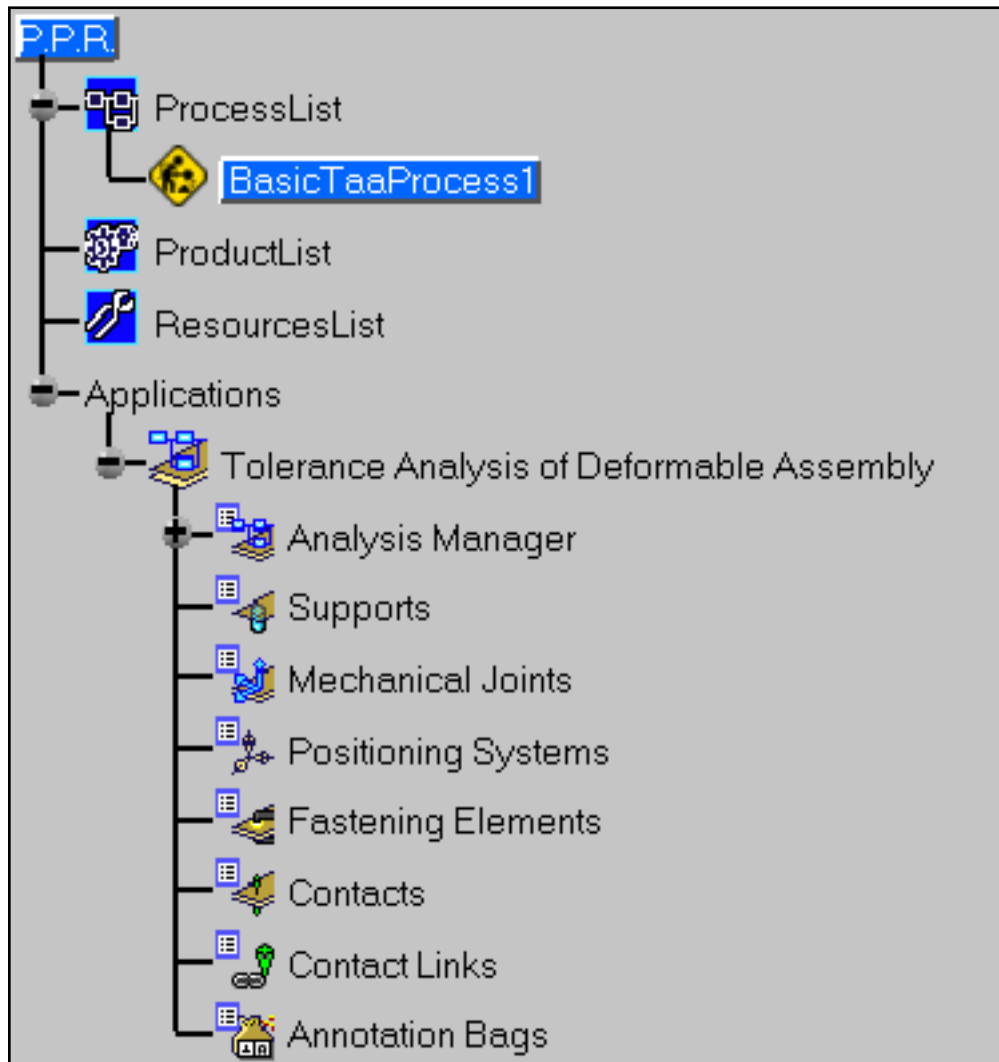 P.P.R.
ProcessList
BasicTaaProcess1
ProductList
ResourcesList
Applications
Tolerance Analysis of Deformable Assembly
Analysis Manager
Supports
Mechanical Joints
Positioning Systems
Fastening Elements
Contacts
Contact Links
Annotation Bags